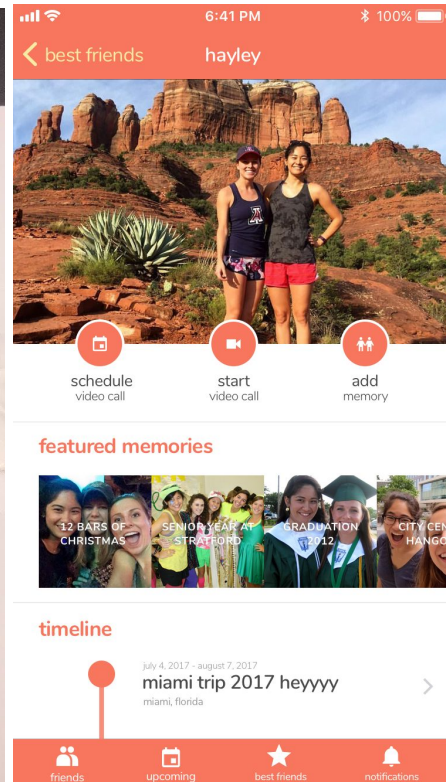 6:41 PM
100%
best friends
hayley
schedule
video call
start
video call
add
memory
featured memories
12 BARS OF
CHRISTMAS
SENIOR YEAR AT
STRATFORD
GRADUATION
2012
CITY CEN
HANGO
timeline
july 4, 2017 - august 7, 2017
miami trip 2017 heyyyy
miami, florida
friends
upcoming
best friends
notifications